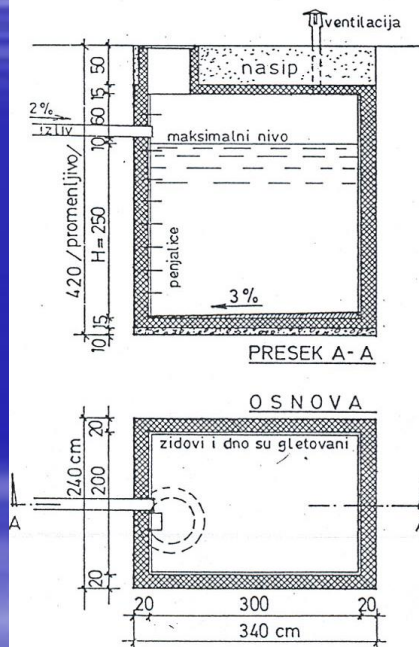 ventilacija
nasip
50
15
2%
60
izliv
maksimalni nivo
10
420 / promenljivo
H = 250
penjalice
3%
15
10
PRESEK A-A
OSNOVA
20
zidovi i dno su gletovani
240 cm
200
A
A
20
20
300
20
340 cm